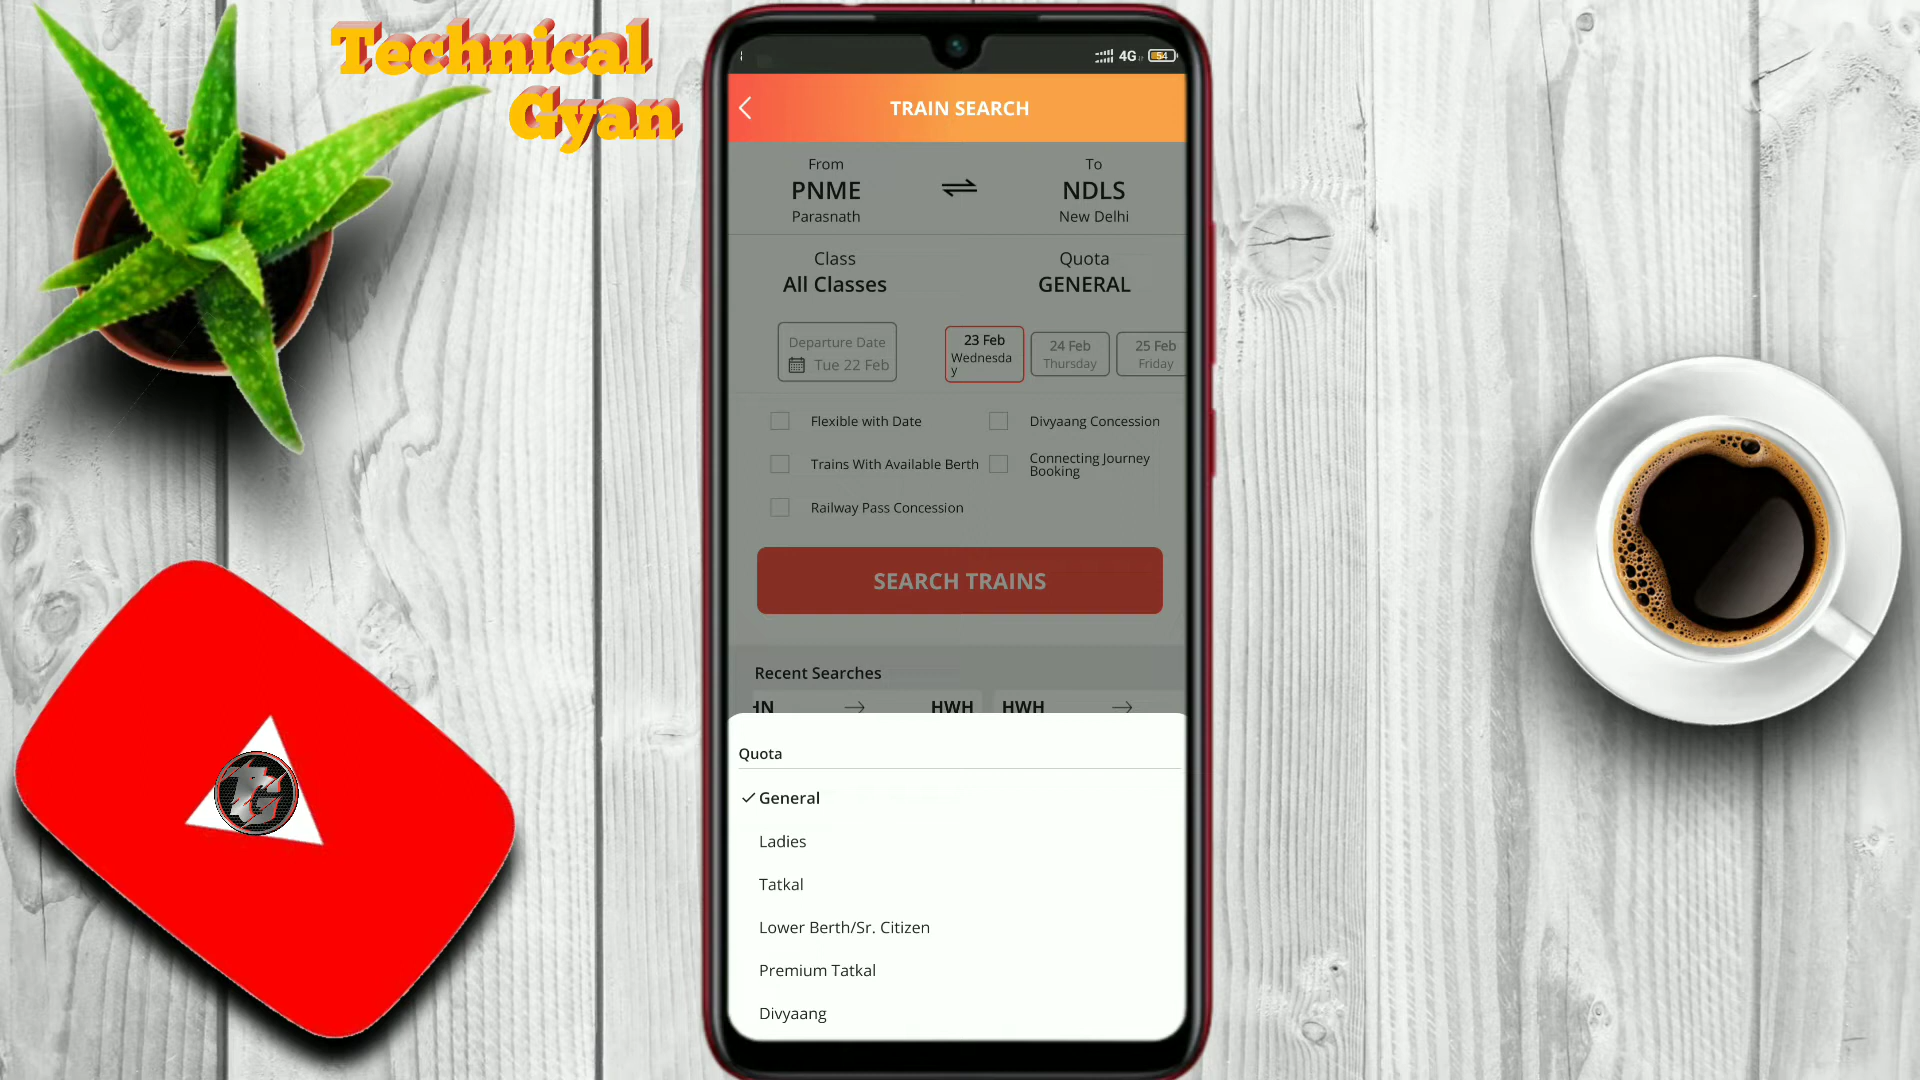 Technical
Gyan
4G
54
TRAIN SEARCH
From
PNME
Parasnath
To
NDLS
New Delhi
Class
All Classes
Quota
GENERAL
Departure Date
Tue 22 Feb
23 Feb
Wednesda
y
24 Feb
Thursday
25 Feb
Friday
Flexible with Date
Divyaang Concession
Trains With Available Berth
Connecting Journey
Booking
Railway Pass Concession
SEARCH TRAINS
Recent Searches
HWH
HWH
Quota
General
Ladies
Tatkal
Lower Berth/Sr. Citizen
Premium Tatkal
Divyaang